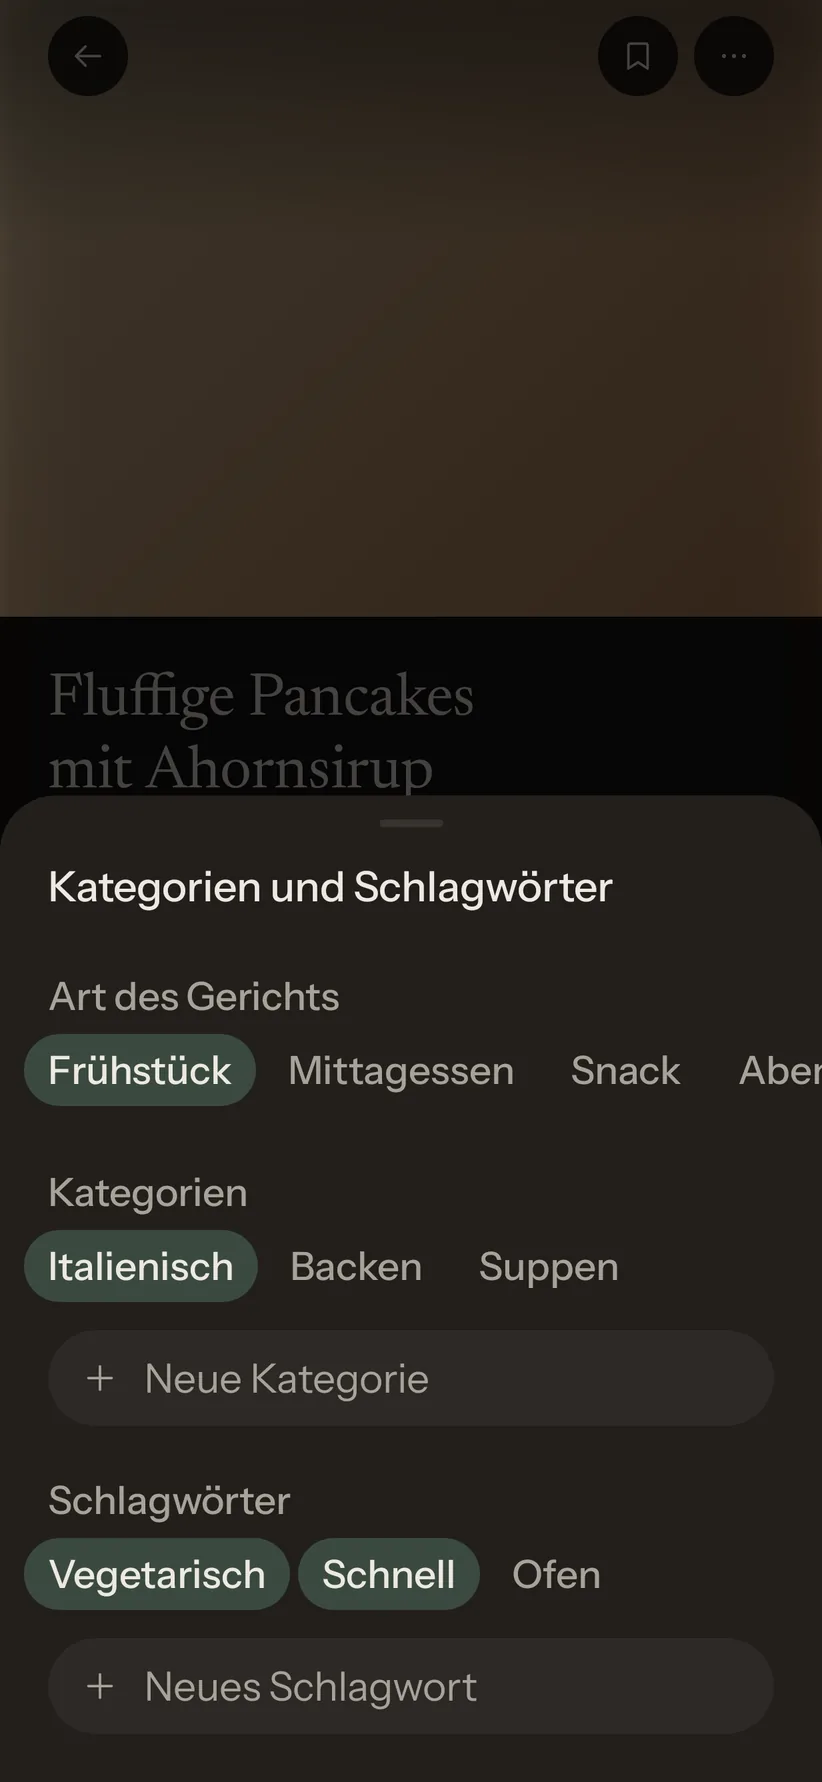 Fluffige Pancakes
mit Ahornsirup
Kategorien und Schlagwörter
Art des Gerichts
Frühstück Mittagessen Snack Aben
Kategorien
Italienisch Backen Suppen
+ Neue Kategorie
Schlagwörter
Vegetarisch Schnell Ofen
+ Neues Schlagwort